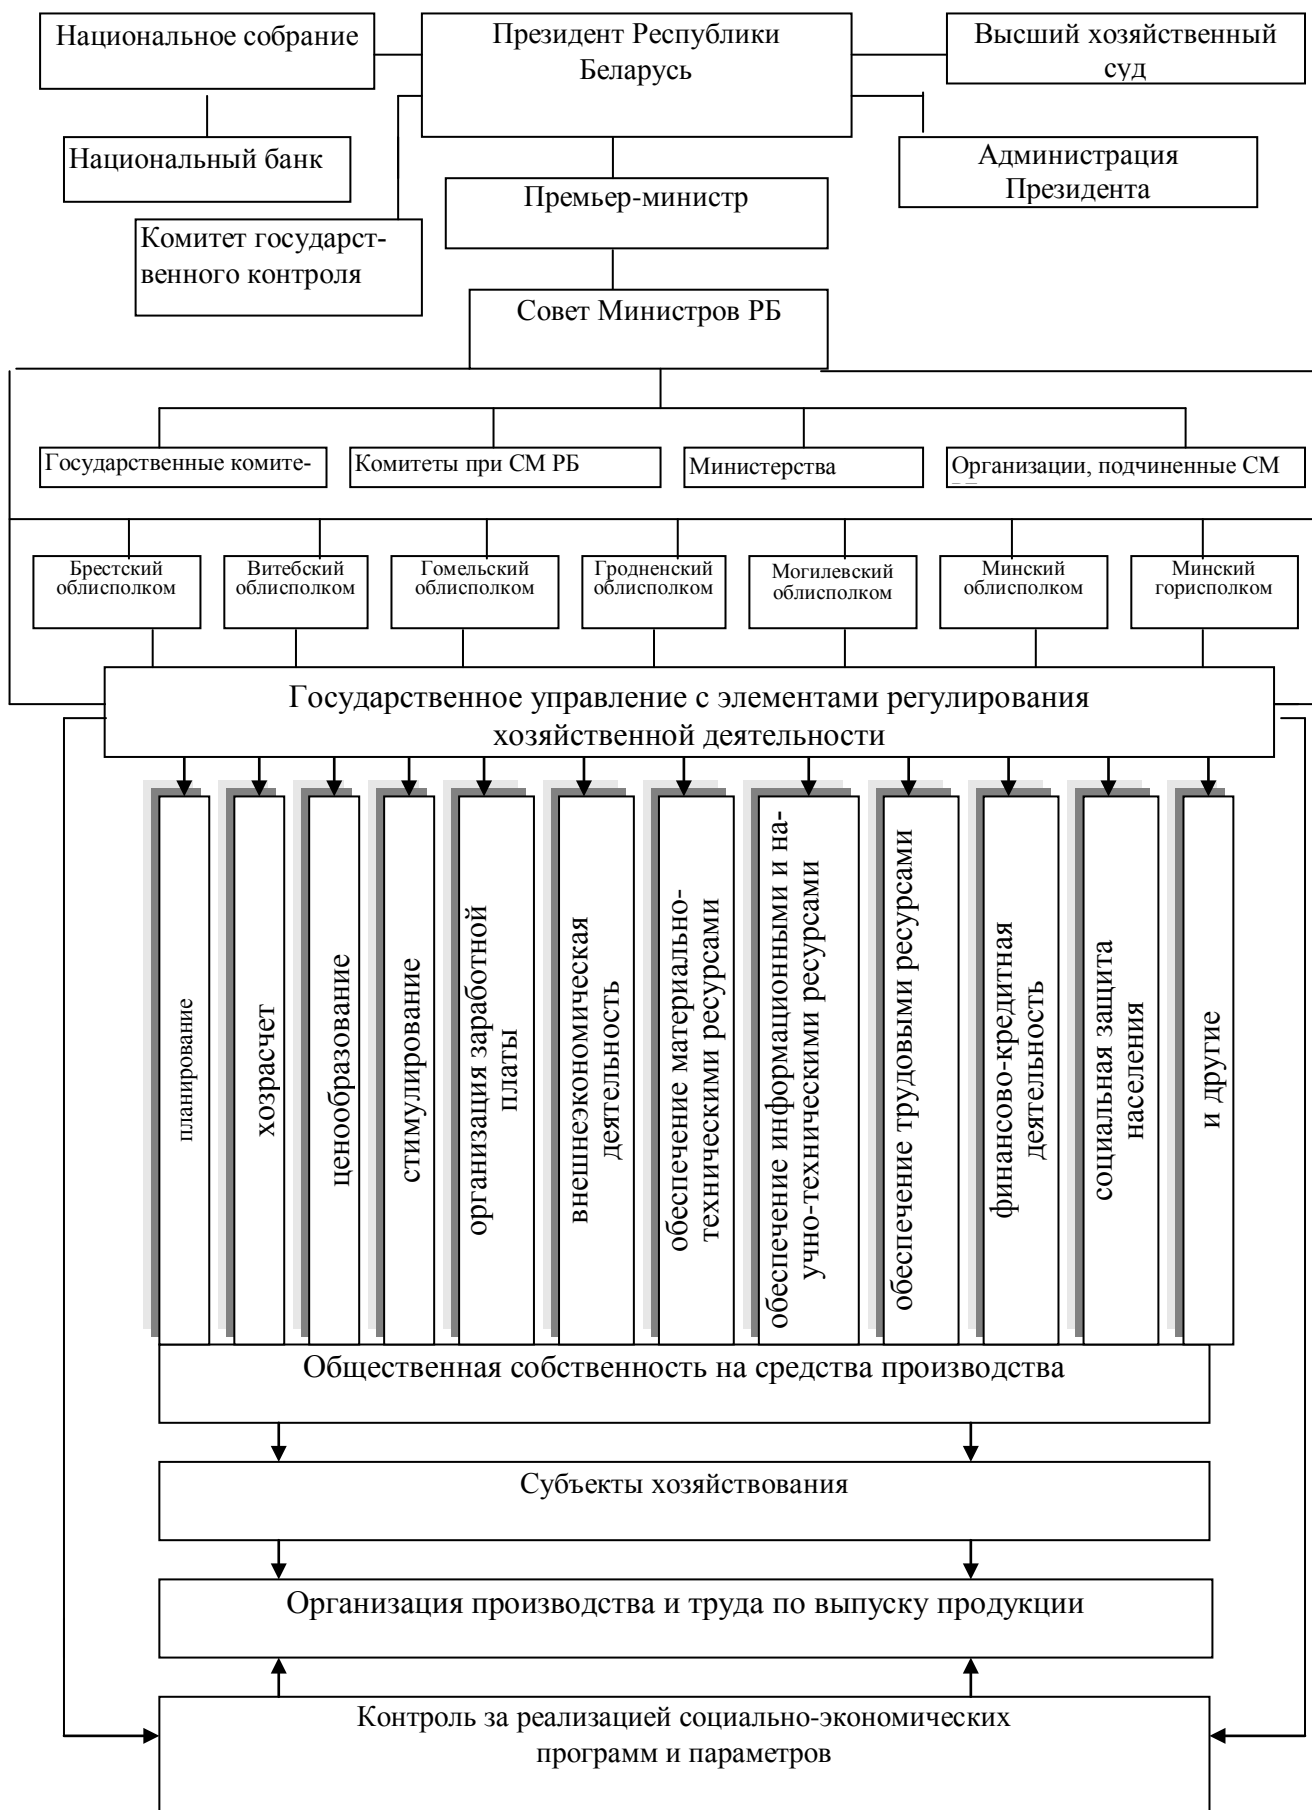 Национальное собрание
Президент Республики
Беларусь
Высший хозяйственный
суд
Национальный банк
Администрация
Президента
Премьер-министр
Комитет государст-
венного контроля
Совет Министров РБ
Государственные комите-
Комитеты при СМ РБ
Министерства
Организации, подчиненные СМ
Брестский
облисполком
Витебский
облисполком
Гомельский
облисполком
Гродненский
облисполком
Могилевский
облисполком
Минский
облисполком
Минский
горисполком
Государственное управление с элементами регулирования
хозяйственной деятельности
планирование
хозрасчет
ценообразование
стимулирование
организация заработной
платы
внешнеэкономическая
деятельность
обеспечение материально-
техническими ресурсами
обеспечение информационными и на-
учно-техническими ресурсами
обеспечение трудовыми ресурсами
финансово-кредитная
деятельность
социальная защита
населения
и другие
Общественная собственность на средства производства
Субъекты хозяйствования
Организация производства и труда по выпуску продукции
Контроль за реализацией социально-экономических
программ и параметров